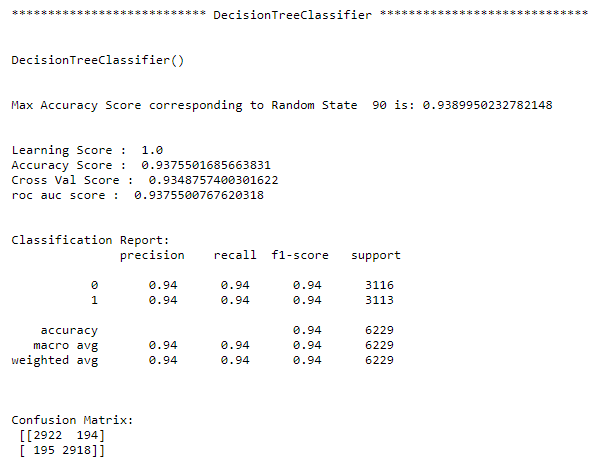 *************************** DecisionTreeClassifier *****************************
DecisionTreeClassifier()
Max Accuracy Score corresponding to Random State  90 is: 0.9389950232782148
Learning Score :  1.0
Accuracy Score :  0.9375501685663831
Cross Val Score :  0.9348757400301622
roc auc score :  0.9375500767620318
Classification Report:
               precision    recall  f1-score   support
           0       0.94      0.94      0.94      3116
           1       0.94      0.94      0.94      3113
    accuracy                           0.94      6229
   macro avg       0.94      0.94      0.94      6229
weighted avg       0.94      0.94      0.94      6229
Confusion Matrix:
 [[2922  194]
 [ 195 2918]]